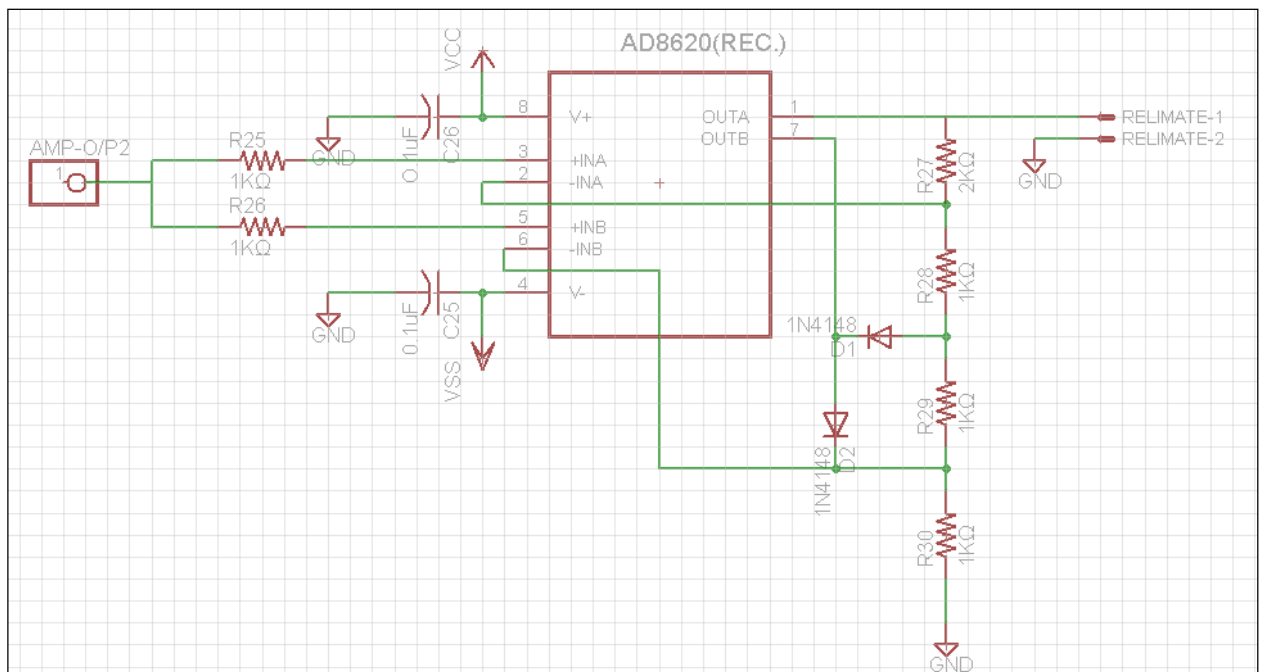 AD8620(REC.)
VCC
0.1uF
C26
GND
8
V+
OUTA
1
OUTB
7
RELIMATE-1
RELIMATE-2
GND
AMP-O/P2
1
R25
1KΩ
3
+INA
2
-INA
R27
2KΩ
R26
1KΩ
5
+INB
6
-INB
4
V-
GND
0.1uF
C25
VSS
R28
1KΩ
1N4148
D1
R29
1KΩ
1N4148
D2
R30
1KΩ
GND